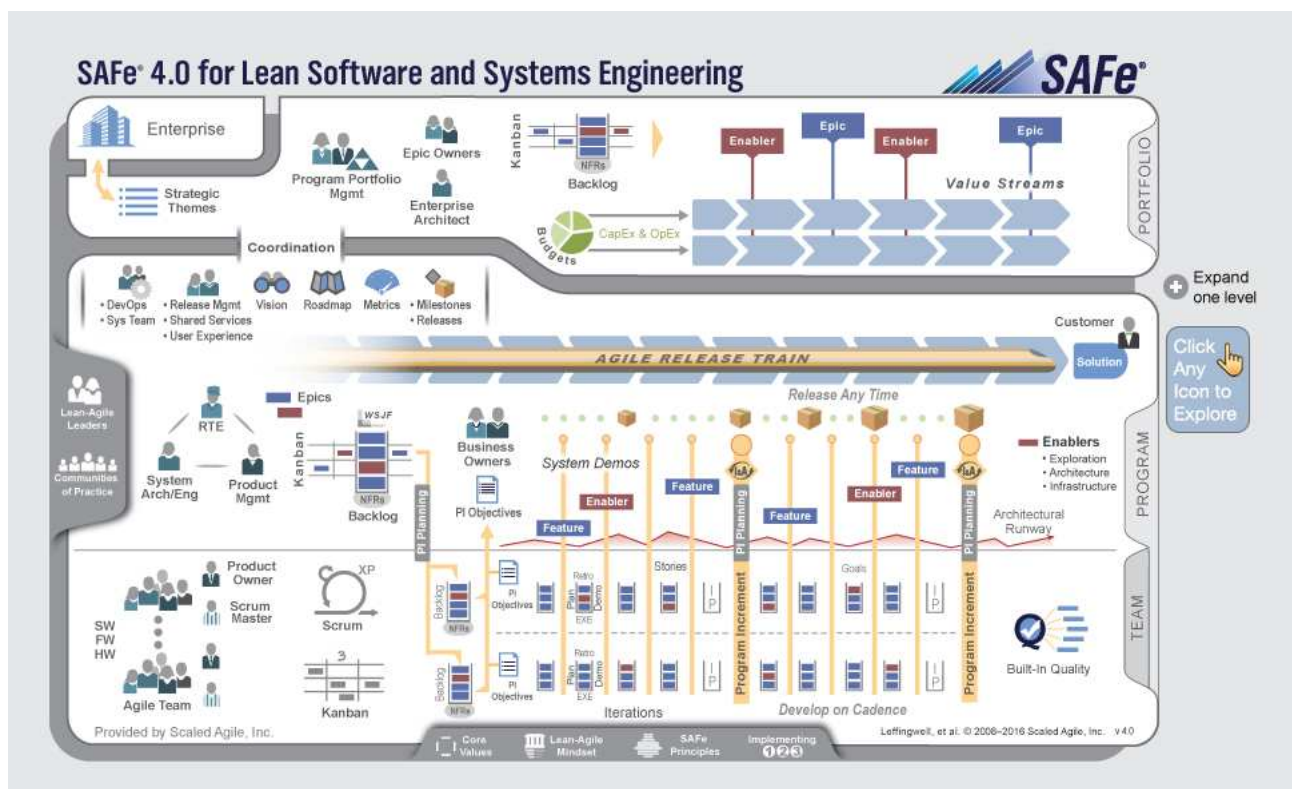 SAFe® 4.0 for Lean Software and Systems Engineering
SAFe®
Enterprise
Strategic
Themes
Program Portfolio
Mgmt
Epic Owners
Enterprise
Architect
Kanban
NFRs
Backlog
Enabler
Epic
Enabler
Epic
Value Streams
Budgets
CapEx & OpEx
PORTFOLIO
Coordination
• DevOps
• Sys Team
• Release Mgmt
• Shared Services
• User Experience
Vision
Roadmap
Metrics
• Milestones
• Releases
Expand
one level
Click
Any
Icon to
Explore
Customer
Solution
AGILE RELEASE TRAIN
Release Any Time
Lean-Agile
Leaders
Communities
of Practice
RTE
System
Arch/Eng
Product
Mgmt
Epics
WSJF
Kanban
NFRs
Backlog
PI Planning
Business
Owners
PI Objectives
System Demos
Feature
Enabler
Feature
I&A
PI Planning
Feature
Enabler
Feature
I&A
PI Planning
Enablers
• Exploration
• Architecture
• Infrastructure
Architectural
Runway
PROGRAM
Product
Owner
Scrum
Master
SW
FW
HW
Agile Team
XP
Scrum
3
Kanban
Backlog
NFRs
PI
Objectives
Plan
Retro
Demo
EXE
Stories
I
P
Program Increment
Goals
I
P
Program Increment
Backlog
NFRs
PI
Objectives
Plan
Retro
Demo
EXE
I
P
I
P
Iterations
Develop on Cadence
Q
Built-In Quality
TEAM
Provided by Scaled Agile, Inc.
Leffingwell, et al. © 2008–2016 Scaled Agile, Inc. v4.0
Core
Values
Lean-Agile
Mindset
SAFe
Principles
Implementing
1 2 3